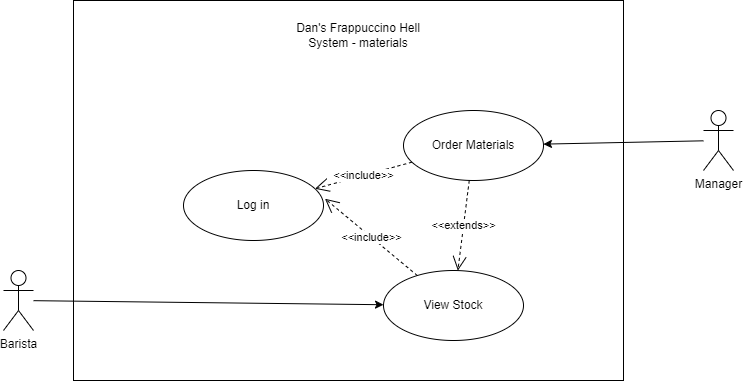 Dan's Frappuccino Hell
System - materials
Order Materials
Manager
<<include>>
Log in
<<extends>>
<<include>>
View Stock
Barista